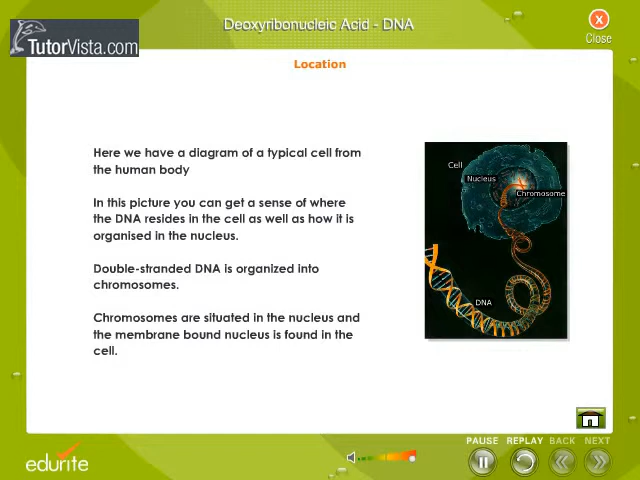 Deoxyribonucleic Acid - DNA
X
Close
TutorVista.com
Location
Here we have a diagram of a typical cell from
the human body
In this picture you can get a sense of where
the DNA resides in the cell as well as how it is
organised in the nucleus.
Double-stranded DNA is organized into
chromosomes.
Chromosomes are situated in the nucleus and
the membrane bound nucleus is found in the
cell.
Cell
Nucleus
Chromosome
DNA
PAUSE REPLAY BACK NEXT
edurite